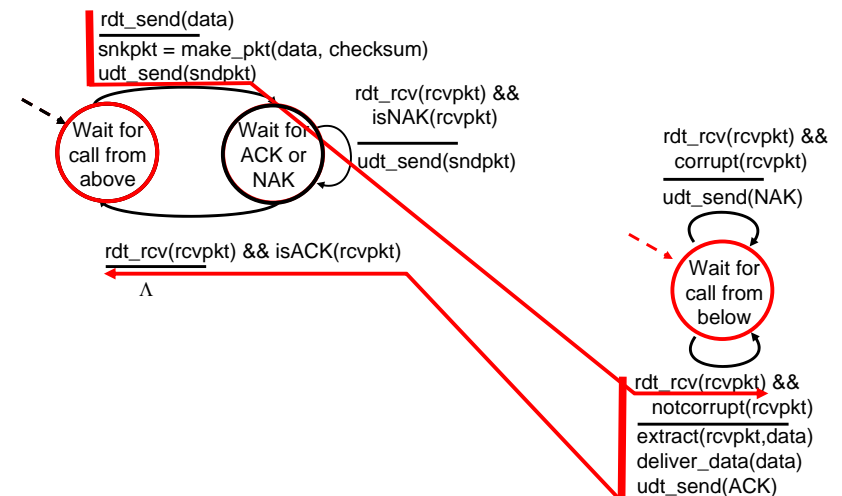 rdt_send(data)
snkpkt = make_pkt(data, checksum)
udt_send(sndpkt)
Wait for
call from
above
Wait for
ACK or
NAK
rdt_rcv(rcvpkt) &&
isNAK(rcvpkt)
udt_send(sndpkt)
rdt_rcv(rcvpkt) && isACK(rcvpkt)
Λ
rdt_rcv(rcvpkt) &&
corrupt(rcvpkt)
udt_send(NAK)
Wait for
call from
below
rdt_rcv(rcvpkt) &&
notcorrupt(rcvpkt)
extract(rcvpkt,data)
deliver_data(data)
udt_send(ACK)